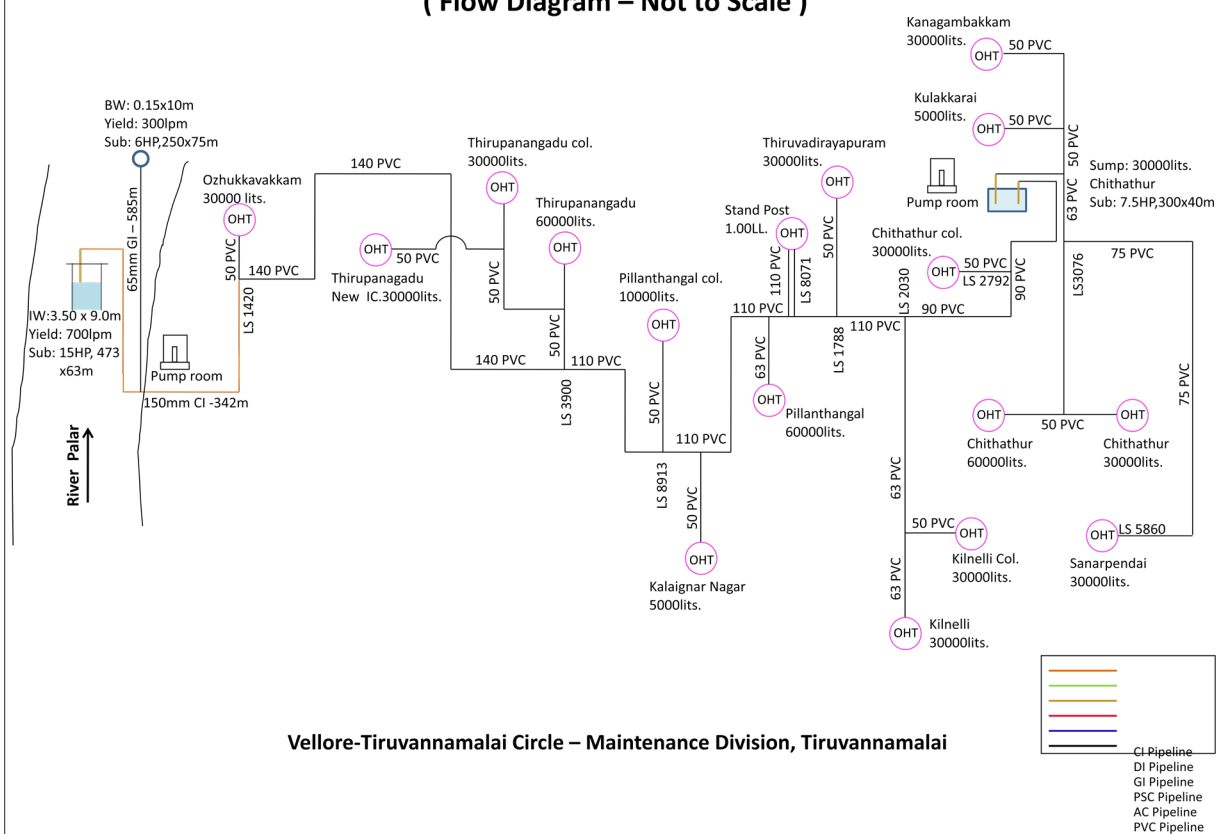 ( Flow Diagram – Not to Scale )
Kanagambakkam
30000lits.
OHT
50 PVC
Kulakkarai
5000lits.
OHT
50 PVC
50 PVC
Pump room
Sump: 30000lits.
Chithathur
Sub: 7.5HP,300x40m
63 PVC
BW: 0.15x10m
Yield: 300lpm
Sub: 6HP,250x75m
65mm GI – 585m
Ozhukkavakkam
30000 lits.
OHT
50 PVC
140 PVC
LS 1420
140 PVC
Thirupanangadu col.
30000lits.
OHT
OHT
50 PVC
Thirupanagadu
New  IC.30000lits.
50 PVC
Thirupanangadu
60000lits.
OHT
50 PVC
140 PVC
110 PVC
LS 3900
Pillanthangal col.
10000lits.
OHT
50 PVC
LS 8913
110 PVC
50 PVC
OHT
Kalaignar Nagar
5000lits.
Stand Post
1.00LL.
OHT
110 PVC
LS 8071
110 PVC
63 PVC
OHT
Pillanthangal
60000lits.
Thiruvadirayapuram
30000lits.
OHT
50 PVC
LS 1788
110 PVC
LS 2030
90 PVC
Chithathur col.
30000lits.
OHT
50 PVC
LS 2792
90 PVC
LS3076
75 PVC
75 PVC
OHT
50 PVC
OHT
Chithathur
60000lits.
Chithathur
30000lits.
63 PVC
50 PVC
OHT
Kilnelli Col.
30000lits.
63 PVC
OHT
Kilnelli
30000lits.
OHT
LS 5860
Sanarpendai
30000lits.
IW:3.50 x 9.0m
Yield: 700lpm
Sub: 15HP, 473
x63m
Pump room
150mm CI -342m
River Palar
Vellore-Tiruvannamalai Circle – Maintenance Division, Tiruvannamalai
CI Pipeline
DI Pipeline
GI Pipeline
PSC Pipeline
AC Pipeline
PVC Pipeline